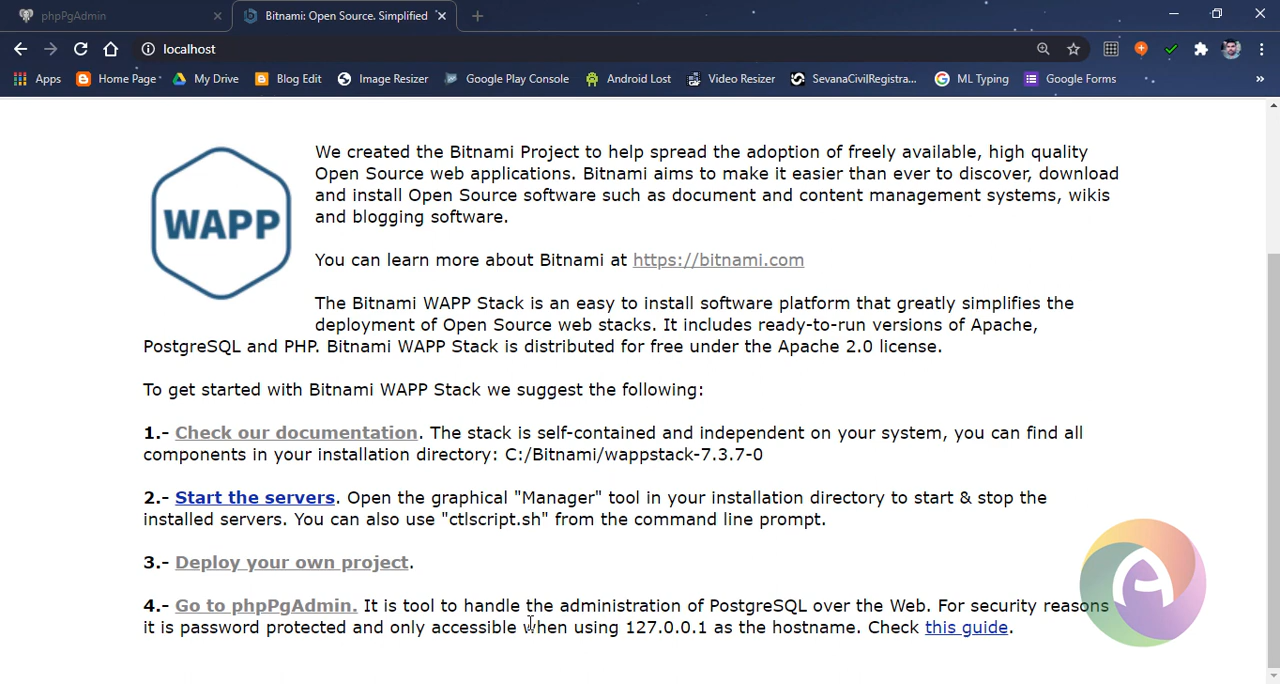 phpPgAdmin
Bitnami: Open Source. Simplified
localhost
Apps
Home Page
My Drive
Blog Edit
Image Resizer
Google Play Console
Android Lost
Video Resizer
SevanaCivilRegistra...
ML Typing
Google Forms
»
WAPP
We created the Bitnami Project to help spread the adoption of freely available, high quality
Open Source web applications. Bitnami aims to make it easier than ever to discover, download
and install Open Source software such as document and content management systems, wikis
and blogging software.
You can learn more about Bitnami at https://bitnami.com
The Bitnami WAPP Stack is an easy to install software platform that greatly simplifies the
deployment of Open Source web stacks. It includes ready-to-run versions of Apache,
PostgreSQL and PHP. Bitnami WAPP Stack is distributed for free under the Apache 2.0 license.
To get started with Bitnami WAPP Stack we suggest the following:
1.- Check our documentation. The stack is self-contained and independent on your system, you can find all
components in your installation directory: C:/Bitnami/wappstack-7.3.7-0
2.- Start the servers. Open the graphical "Manager" tool in your installation directory to start & stop the
installed servers. You can also use "ctlscript.sh" from the command line prompt.
3.- Deploy your own project.
4.- Go to phpPgAdmin. It is tool to handle the administration of PostgreSQL over the Web. For security reasons
it is password protected and only accessible when using 127.0.0.1 as the hostname. Check this guide.